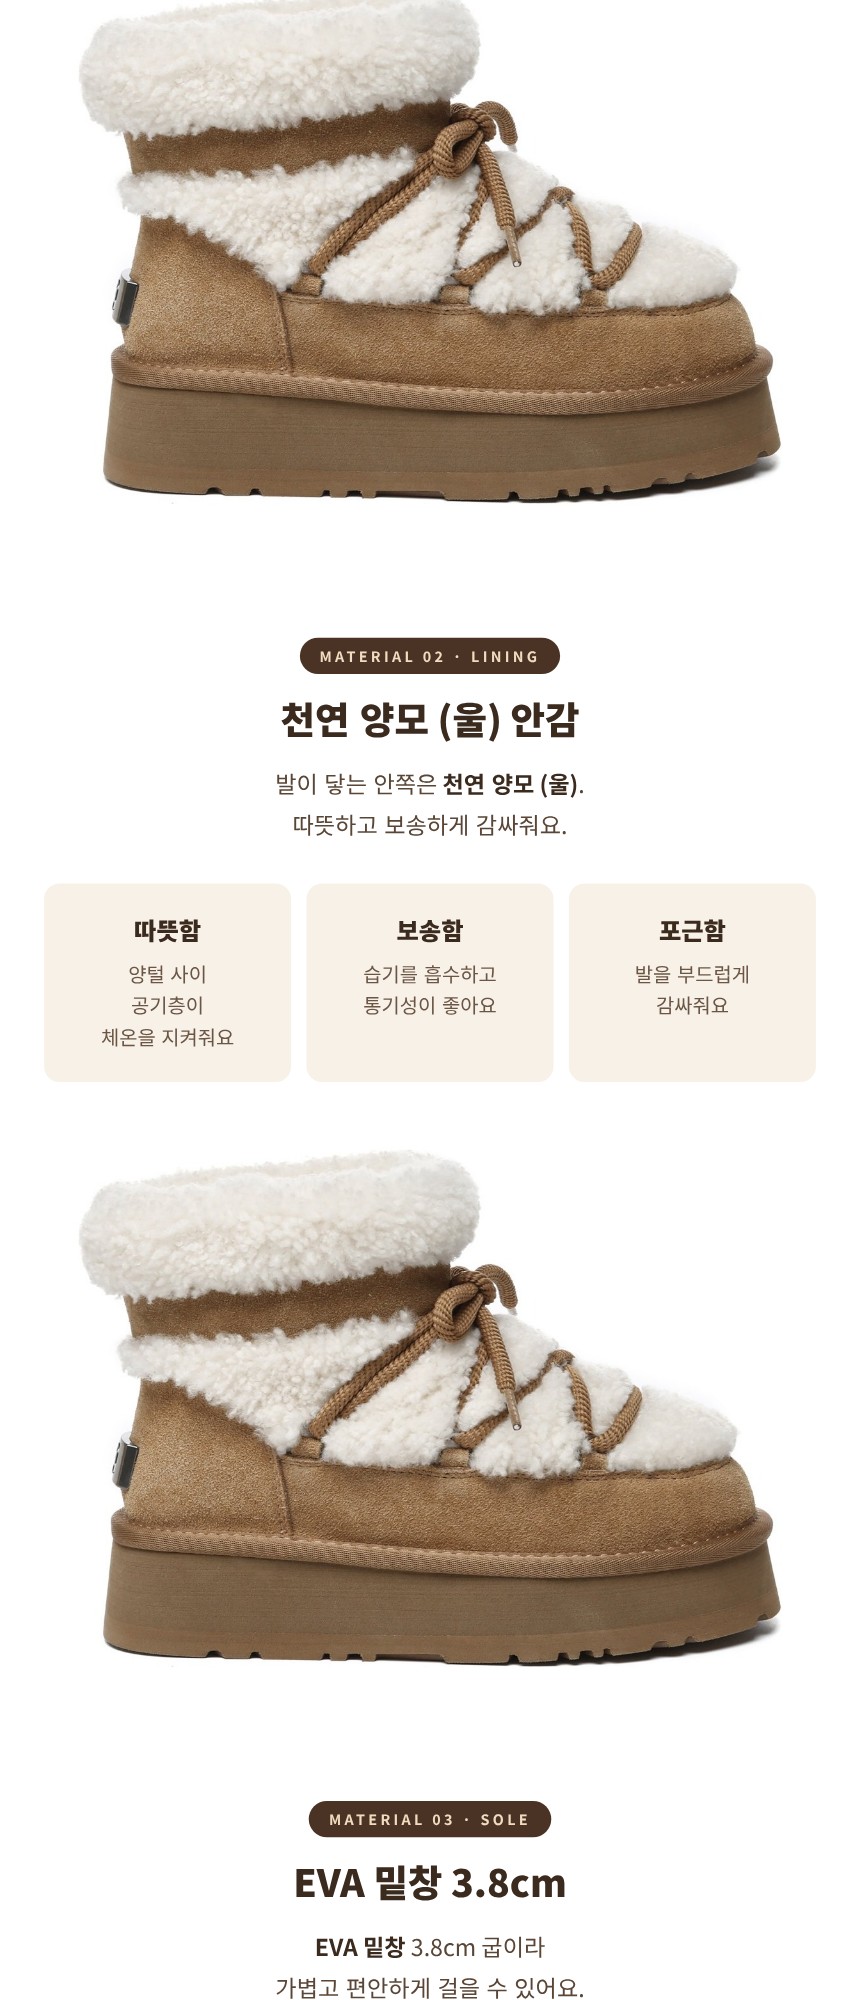 MATERIAL 02 · LINING
천연 양모 (울) 안감
발이 닿는 안쪽은 천연 양모 (울).
따뜻하고 보송하게 감싸줘요.
따뜻함
양털 사이
공기층이
체온을 지켜줘요
보송함
습기를 흡수하고
통기성이 좋아요
포근함
발을 부드럽게
감싸줘요
MATERIAL 03 · SOLE
EVA 밑창 3.8cm
EVA 밑창 3.8cm 굽이라
가볍고 편안하게 걸을 수 있어요.